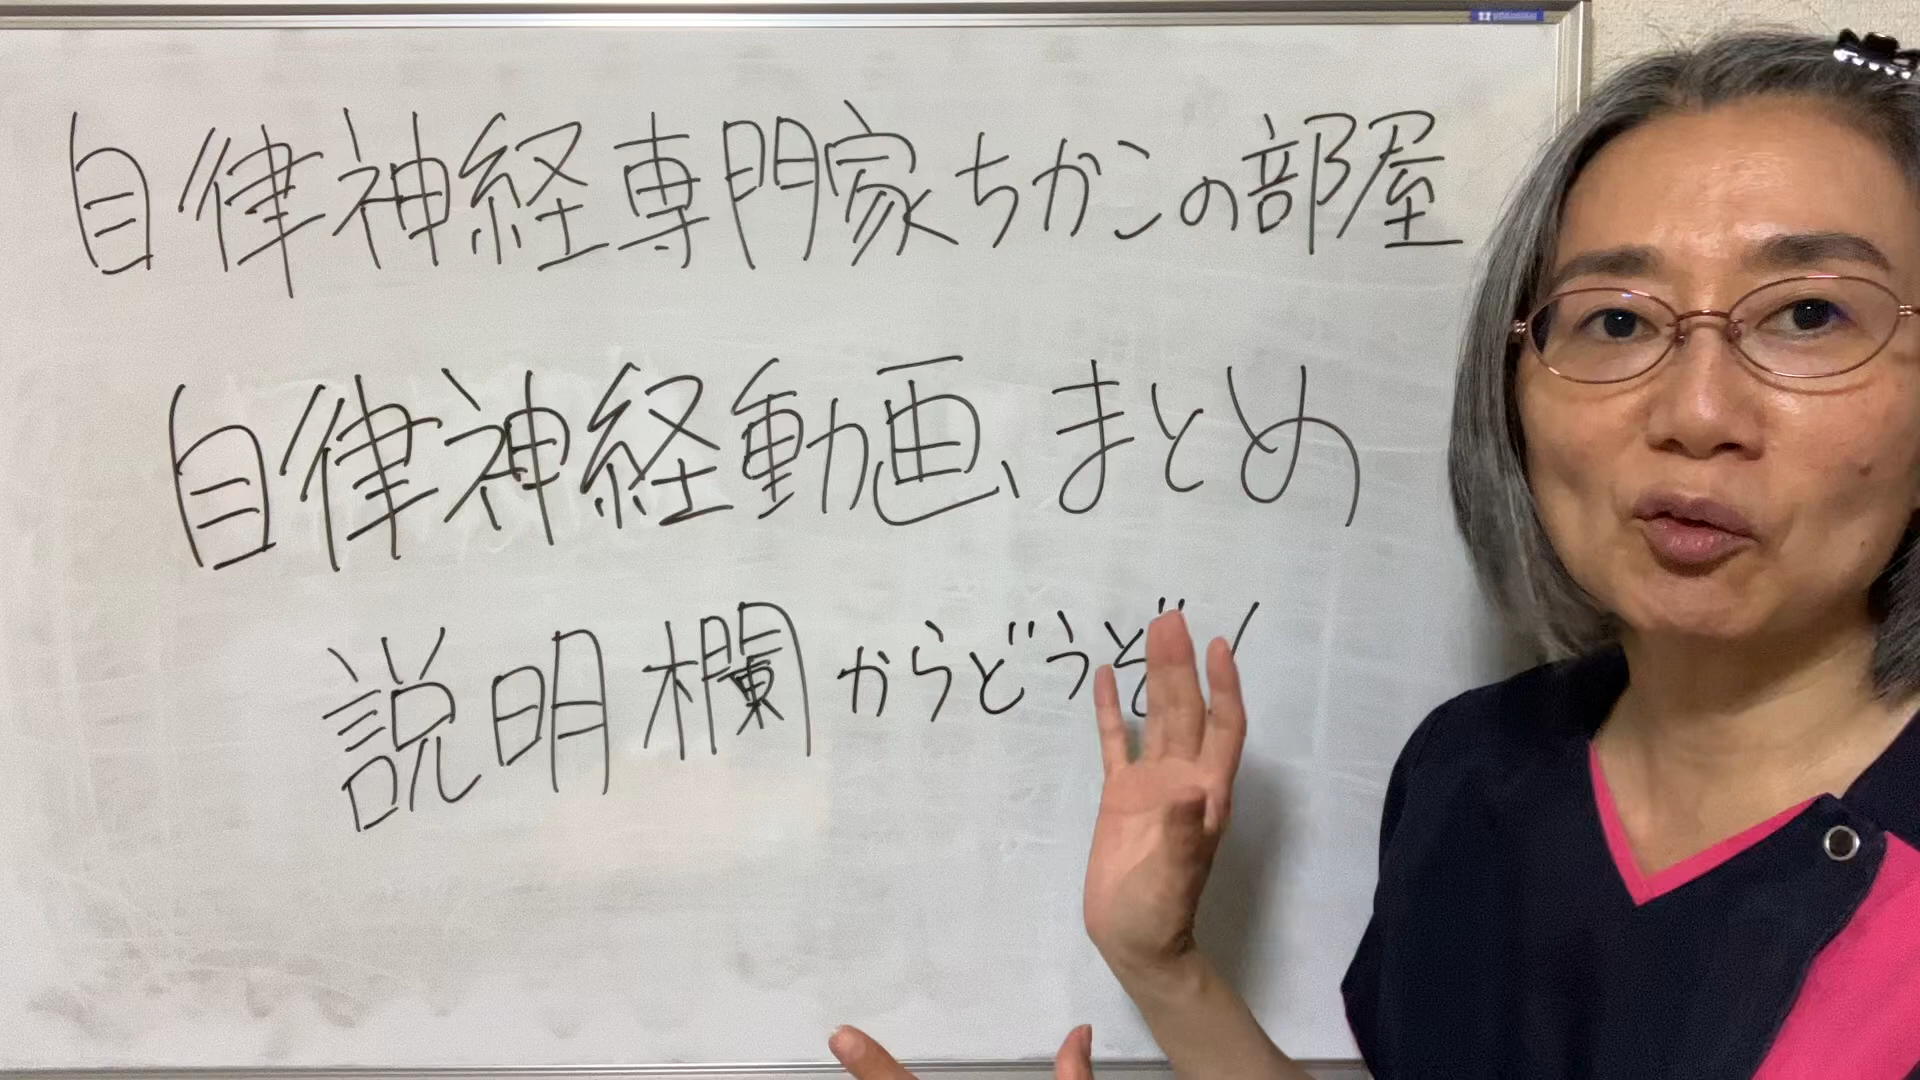 自律神経専門家ちかこの部屋
自律神経動画まとめ
説明欄からどうぞ